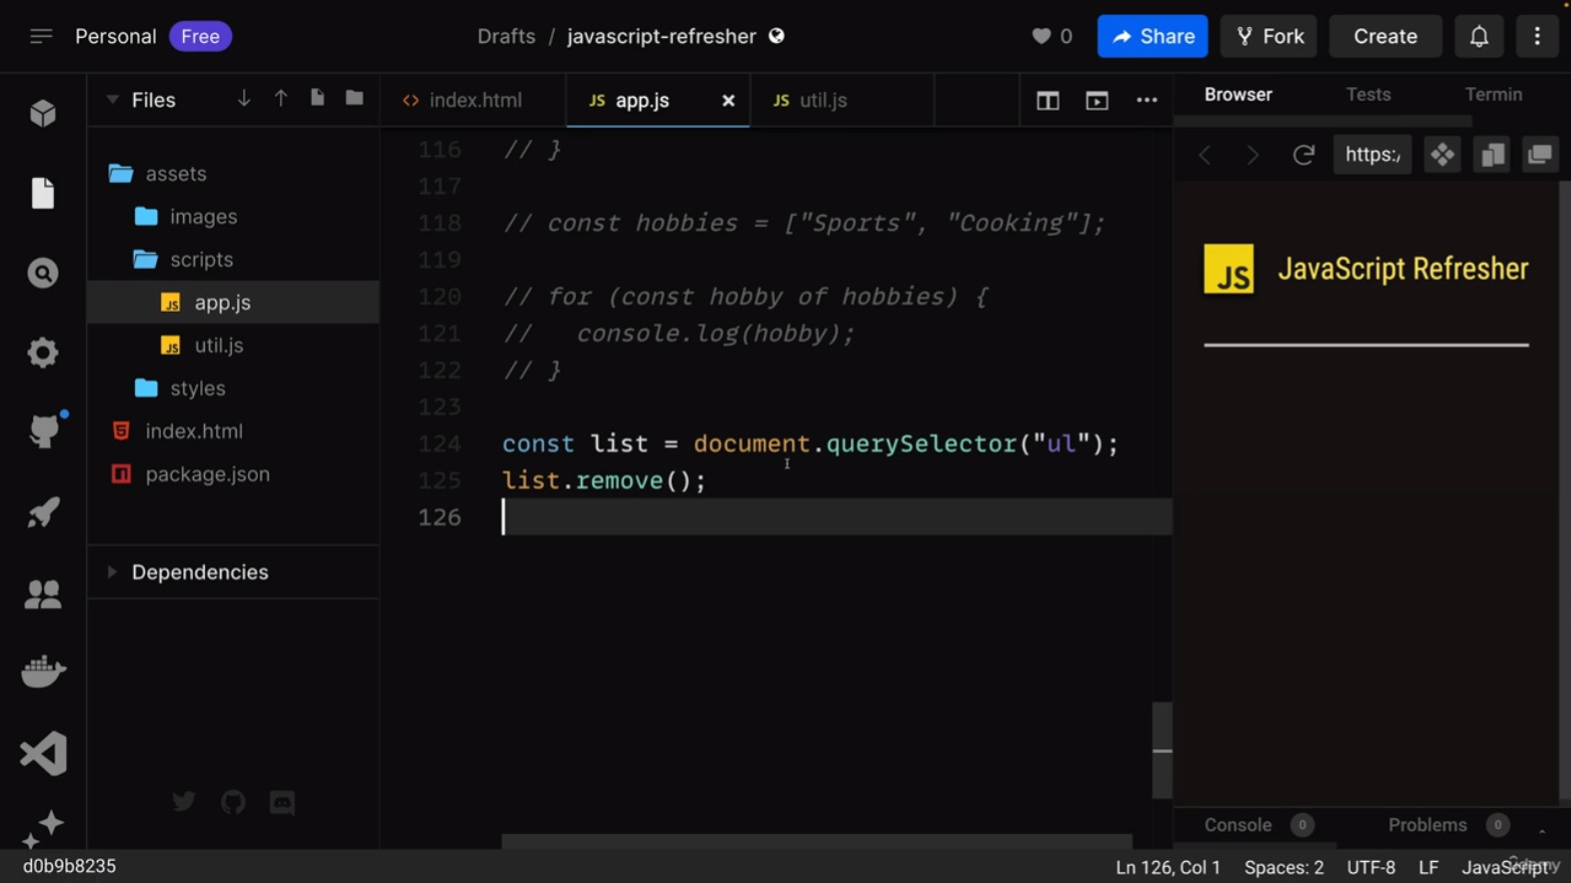 Personal Free Drafts / javascript-refresher 0 Share Fork Create
Files
index.html JS app.js JS util.js
Browser Tests Termin
https:/
assets
images
scripts
JS app.js
JS util.js
styles
index.html
package.json
Dependencies
116 // }
117
118 // const hobbies = ["Sports", "Cooking"];
119
120 // for (const hobby of hobbies) {
121 //   console.log(hobby);
122 // }
123
124 const list = document.querySelector("ul");
125 list.remove();
126
JS JavaScript Refresher
Console 0 Problems 0
d0b9b8235 Ln 126, Col 1 Spaces: 2 UTF-8 LF JavaScript
Udemy